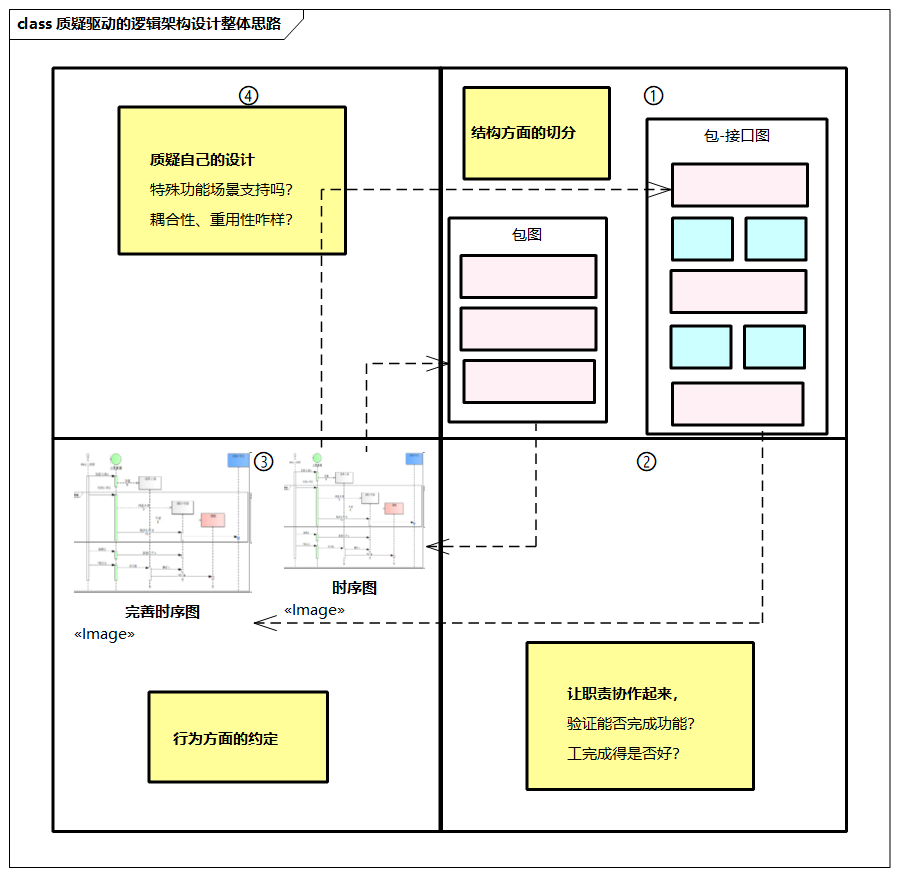 class 质疑驱动的逻辑架构设计整体思路
④
质疑自己的设计
特殊功能场景支持吗?
耦合性、重用性咋样?
①
结构方面的切分
包-接口图
包图
③
完善时序图
«Image»
时序图
«Image»
行为方面的约定
②
让职责协作起来,
验证能否完成功能?
工完成得是否好?